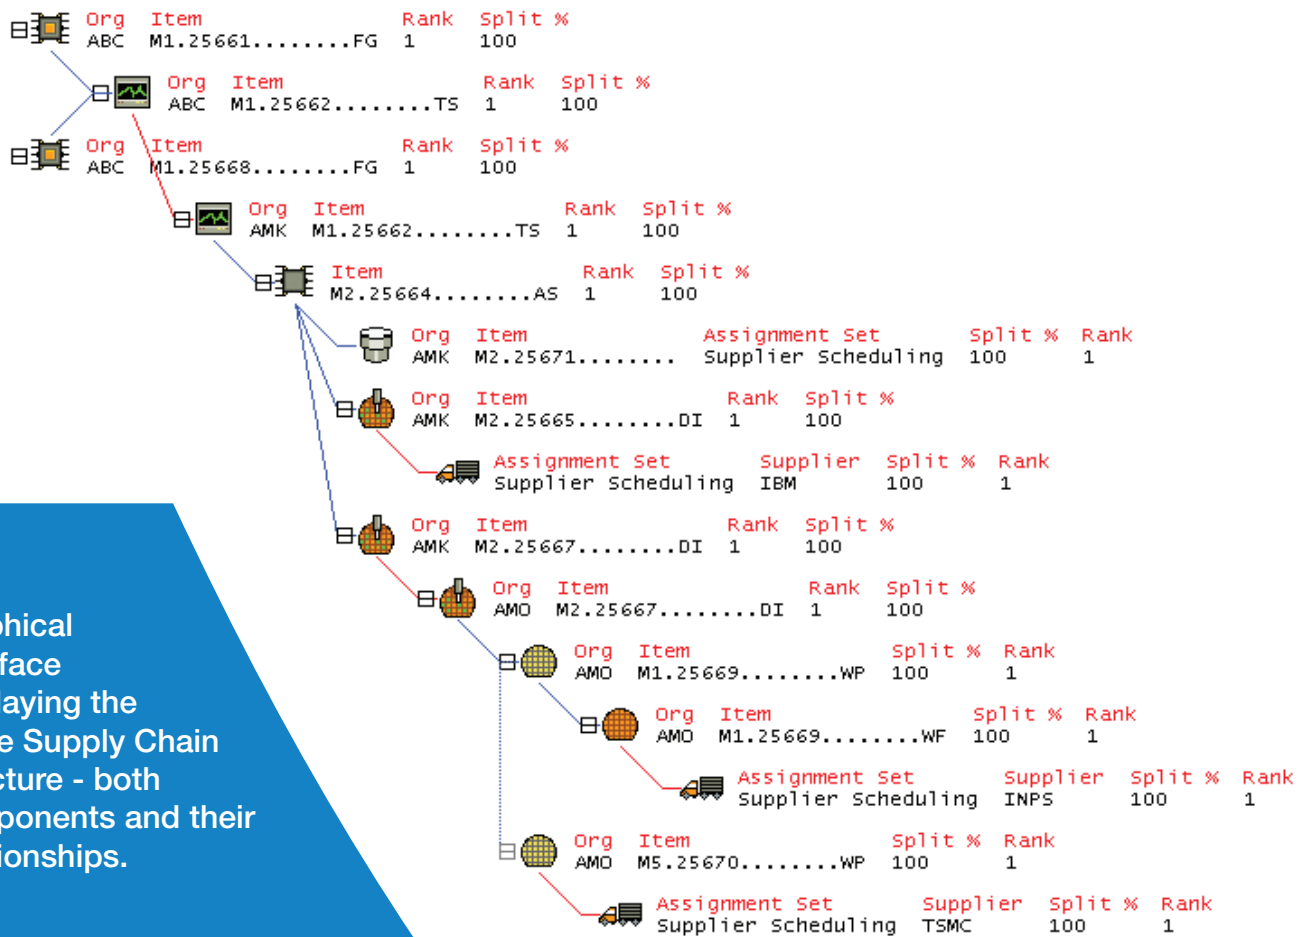 Org Item Rank Split %
ABC M1.25661........FG 1 100
Org Item Rank Split %
ABC M1.25662........TS 1 100
Org Item Rank Split %
ABC M1.25668........FG 1 100
Org Item Rank Split %
AMK M1.25662........TS 1 100
Item Rank Split %
M2.25664........AS 1 100
Org Item Assignment Set Split % Rank
AMK M2.25671........ Supplier Scheduling 100 1
Org Item Rank Split %
AMK M2.25665........DI 1 100
Assignment Set Supplier Split % Rank
Supplier Scheduling IBM 100 1
Org Item Rank Split %
AMK M2.25667........DI 1 100
Org Item Rank Split %
AMO M2.25667........DI 1 100
Org Item Split % Rank
AMO M1.25669........WP 100 1
Org Item Split % Rank
AMO M1.25669........WF 100 1
Assignment Set Supplier Split % Rank
Supplier Scheduling INPS 100 1
Org Item Split % Rank
AMO M5.25670........WP 100 1
Assignment Set Supplier Split % Rank
Supplier Scheduling TSMC 100 1
phical
face
laying the
e Supply Chain
cture - both
ponents and their
ionships.